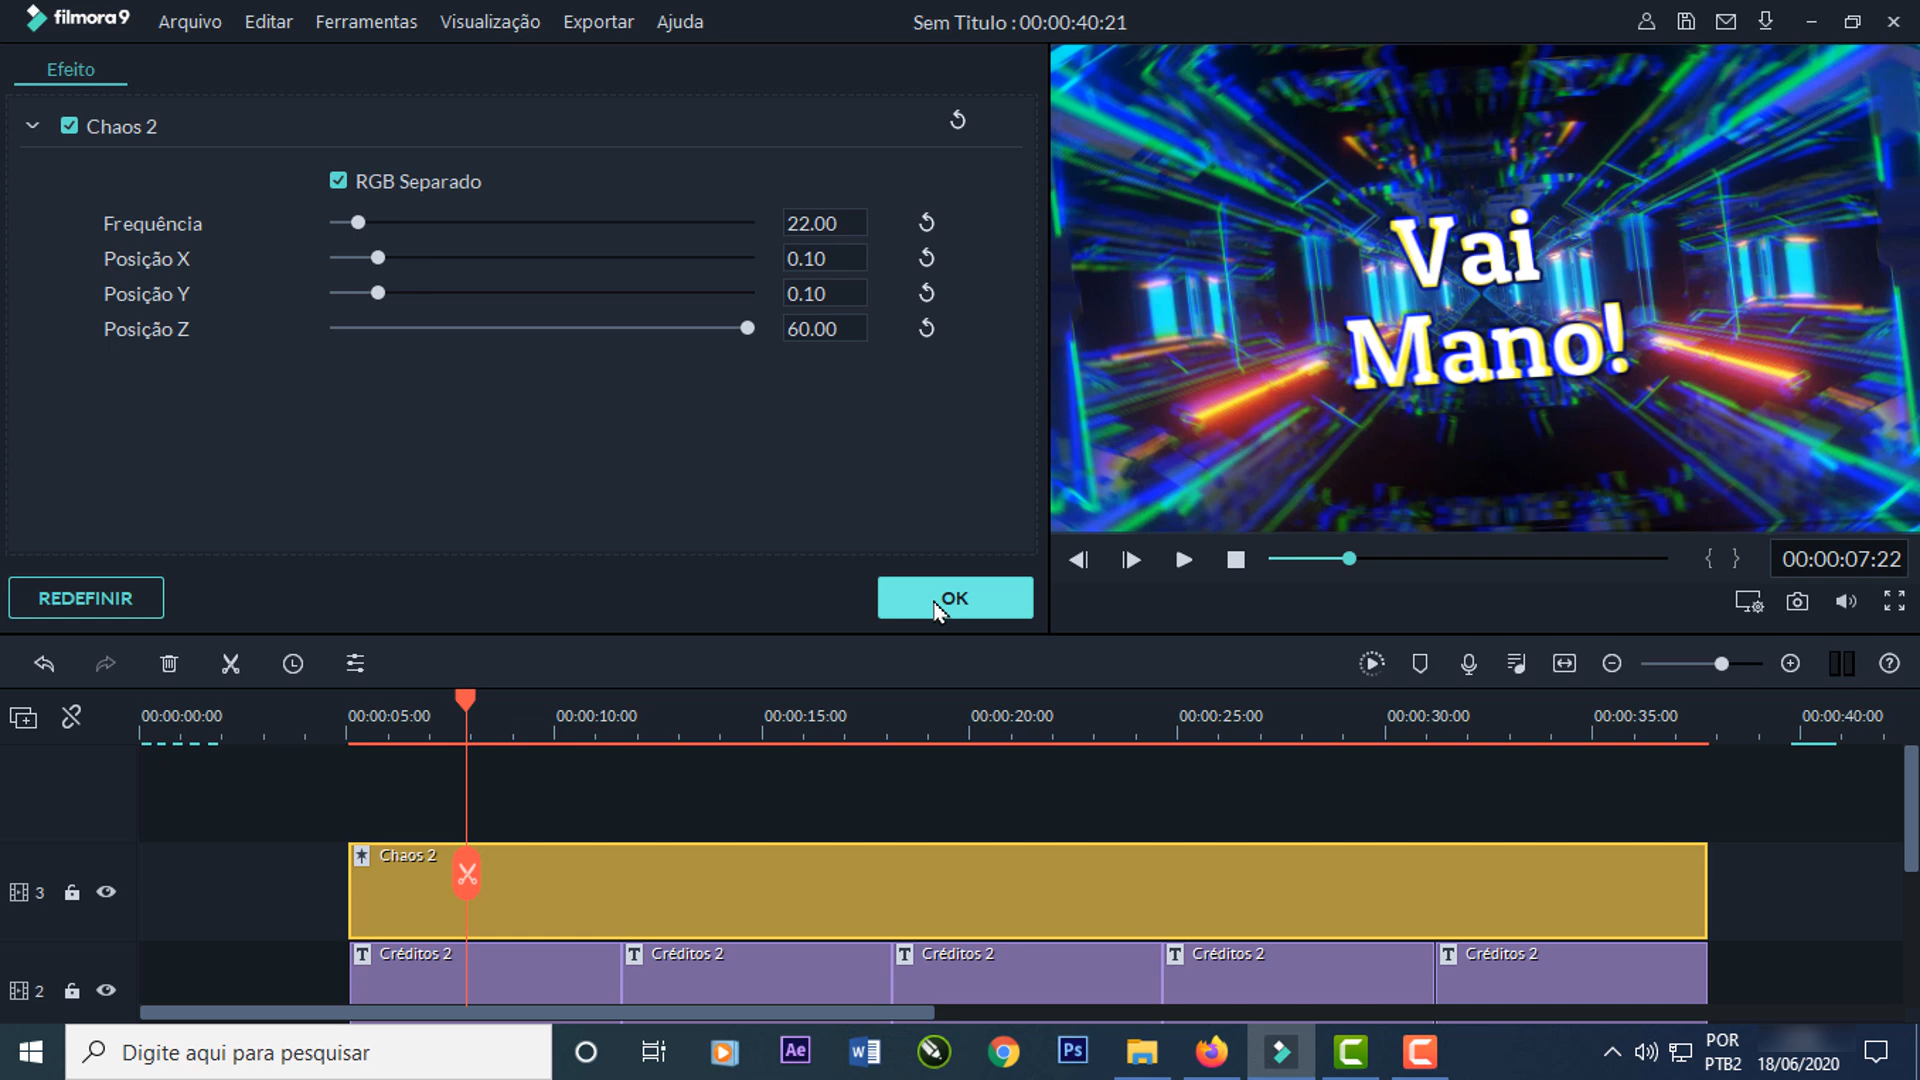 filmora9 Arquivo Editar Ferramentas Visualização Exportar Ajuda Sem Titulo : 00:00:40:21
Efeito
Chaos 2
RGB Separado
Frequência 22.00
Posição X 0.10
Posição Y 0.10
Posição Z 60.00
REDEFINIR OK
Vai
Mano!
{ } 00:00:07:22
00:00:00:00 00:00:05:00 00:00:10:00 00:00:15:00 00:00:20:00 00:00:25:00 00:00:30:00 00:00:35:00 00:00:40:00
Chaos 2
3
T Créditos 2 T Créditos 2 T Créditos 2 T Créditos 2 T Créditos 2
2
Digite aqui para pesquisar
Ae
Ps
POR
PTB2
18/06/2020